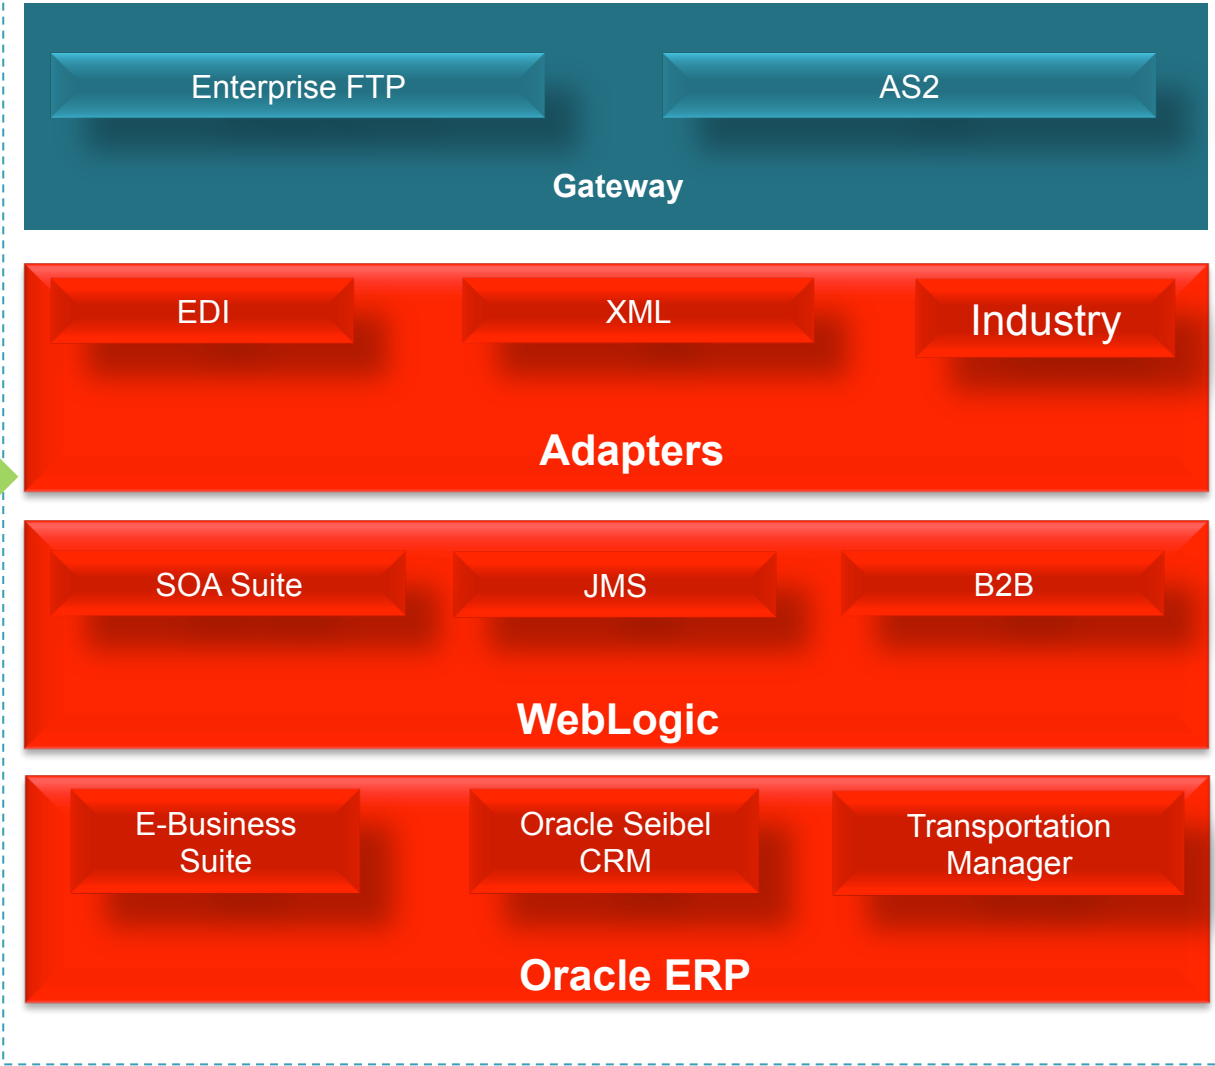 Enterprise FTP
AS2
Gateway
EDI
XML
Industry
Adapters
SOA Suite
JMS
B2B
WebLogic
E-Business
Suite
Oracle Seibel
CRM
Transportation
Manager
Oracle ERP